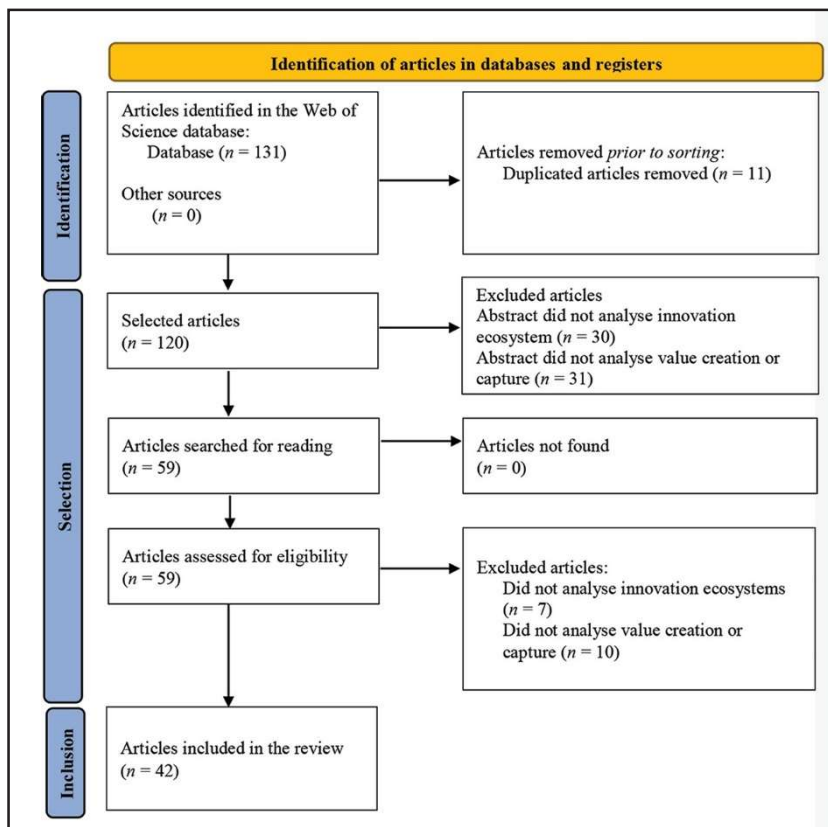 Identification of articles in databases and registers
Identification
Articles identified in the Web of
Science database:
Database (n = 131)
Other sources
(n = 0)
Articles removed prior to sorting:
Duplicated articles removed (n = 11)
Selection
Selected articles
(n = 120)
Excluded articles
Abstract did not analyse innovation
ecosystem (n = 30)
Abstract did not analyse value creation or
capture (n = 31)
Articles searched for reading
(n = 59)
Articles not found
(n = 0)
Articles assessed for eligibility
(n = 59)
Excluded articles:
Did not analyse innovation ecosystems
(n = 7)
Did not analyse value creation or
capture (n = 10)
Inclusion
Articles included in the review
(n = 42)